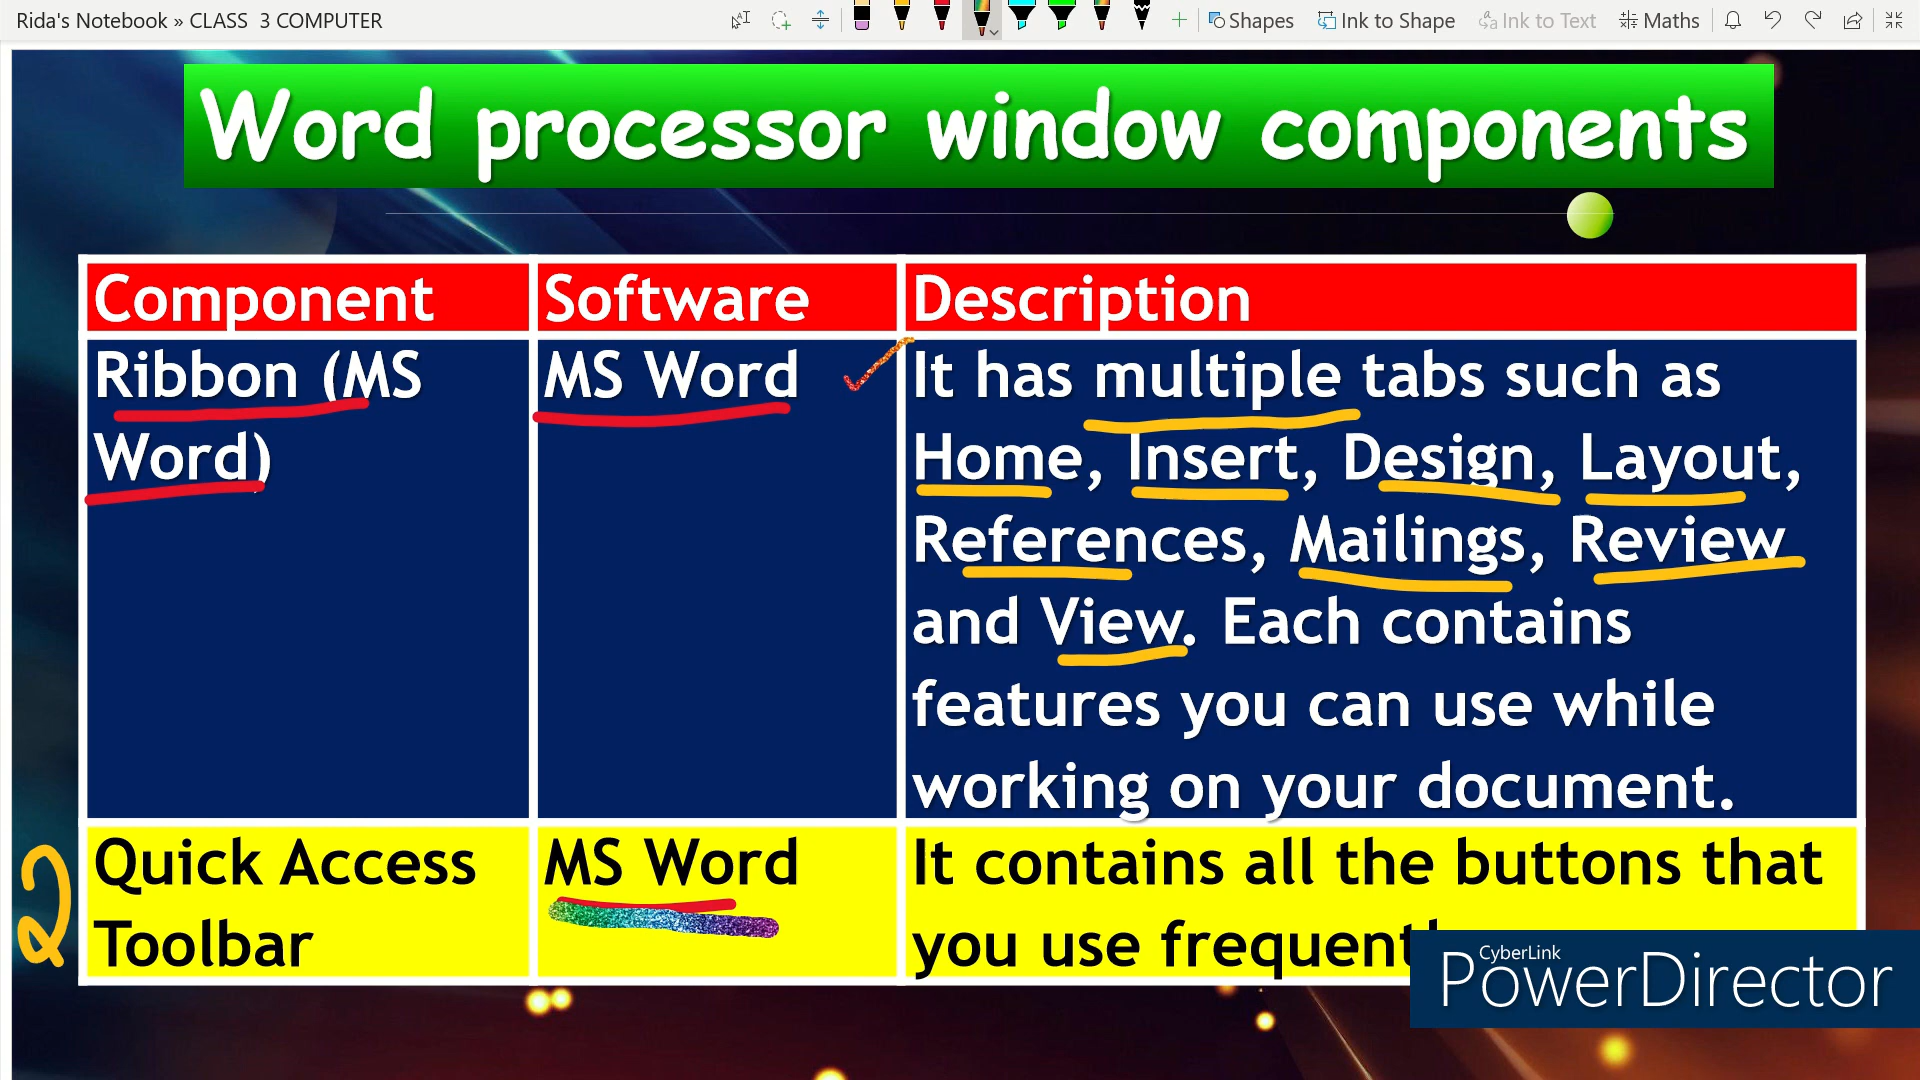 Rida's Notebook » CLASS 3 COMPUTER
Shapes Ink to Shape Ink to Text Maths
Word processor window components
Component Software Description
Ribbon (MS Word)
MS Word
It has multiple tabs such as
Home, Insert, Design, Layout,
References, Mailings, Review
and View. Each contains
features you can use while
working on your document.
2
Quick Access
Toolbar
MS Word
It contains all the buttons that
you use
CyberLink
PowerDirector